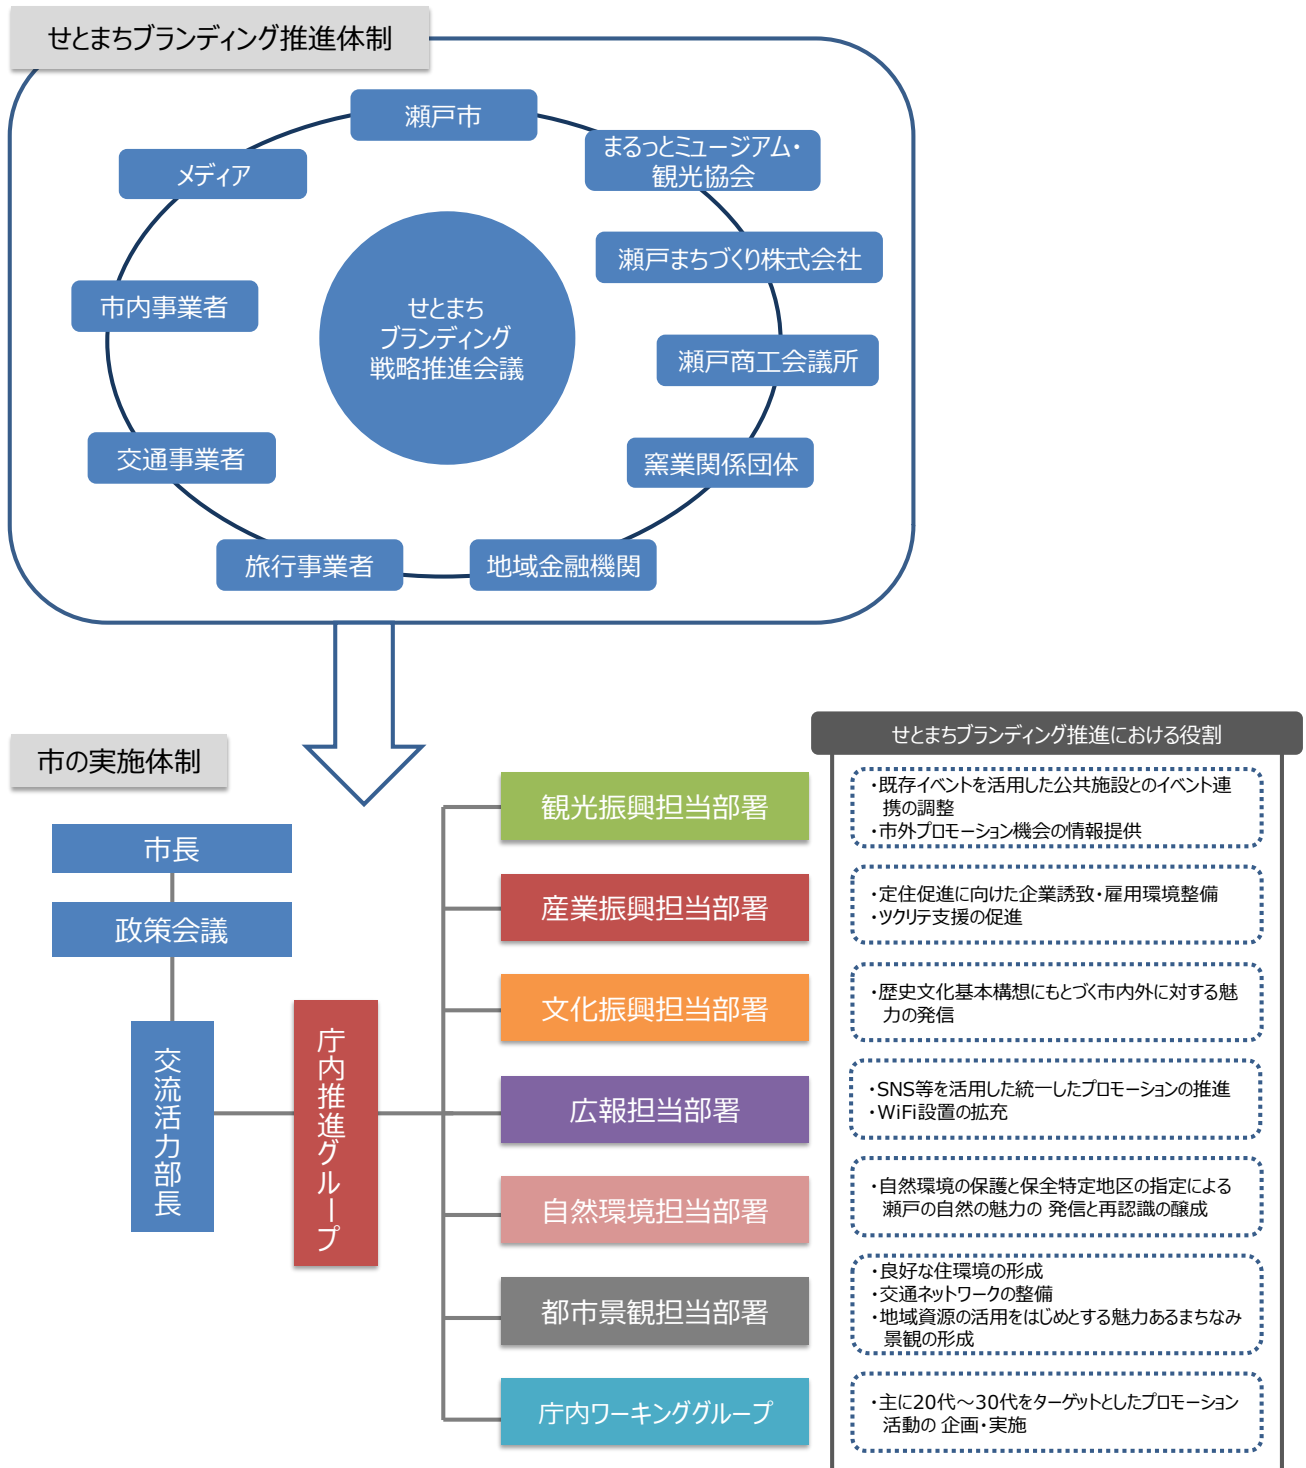 せとまちブランディング推進体制
瀬戸市
まるっとミュージアム・
観光協会
メディア
瀬戸まちづくり株式会社
市内事業者
せとまち
ブランディング
戦略推進会議
瀬戸商工会議所
交通事業者
窯業関係団体
旅行事業者
地域金融機関
市の実施体制
せとまちブランディング推進における役割
市長
政策会議
交流活力部長
庁内推進グループ
観光振興担当部署
・既存イベントを活用した公共施設とのイベント連
携の調整
・市外プロモーション機会の情報提供
産業振興担当部署
・定住促進に向けた企業誘致・雇用環境整備
・ツクリテ支援の促進
文化振興担当部署
・歴史文化基本構想にもとづく市内外に対する魅
力の発信
広報担当部署
・SNS等を活用した統一したプロモーションの推進
・WiFi設置の拡充
自然環境担当部署
・自然環境の保護と保全特定地区の指定による
瀬戸の自然の魅力の 発信と再認識の醸成
都市景観担当部署
・良好な住環境の形成
・交通ネットワークの整備
・地域資源の活用をはじめとする魅力あるまちなみ
景観の形成
庁内ワーキンググループ
・主に20代～30代をターゲットとしたプロモーション
活動の 企画・実施